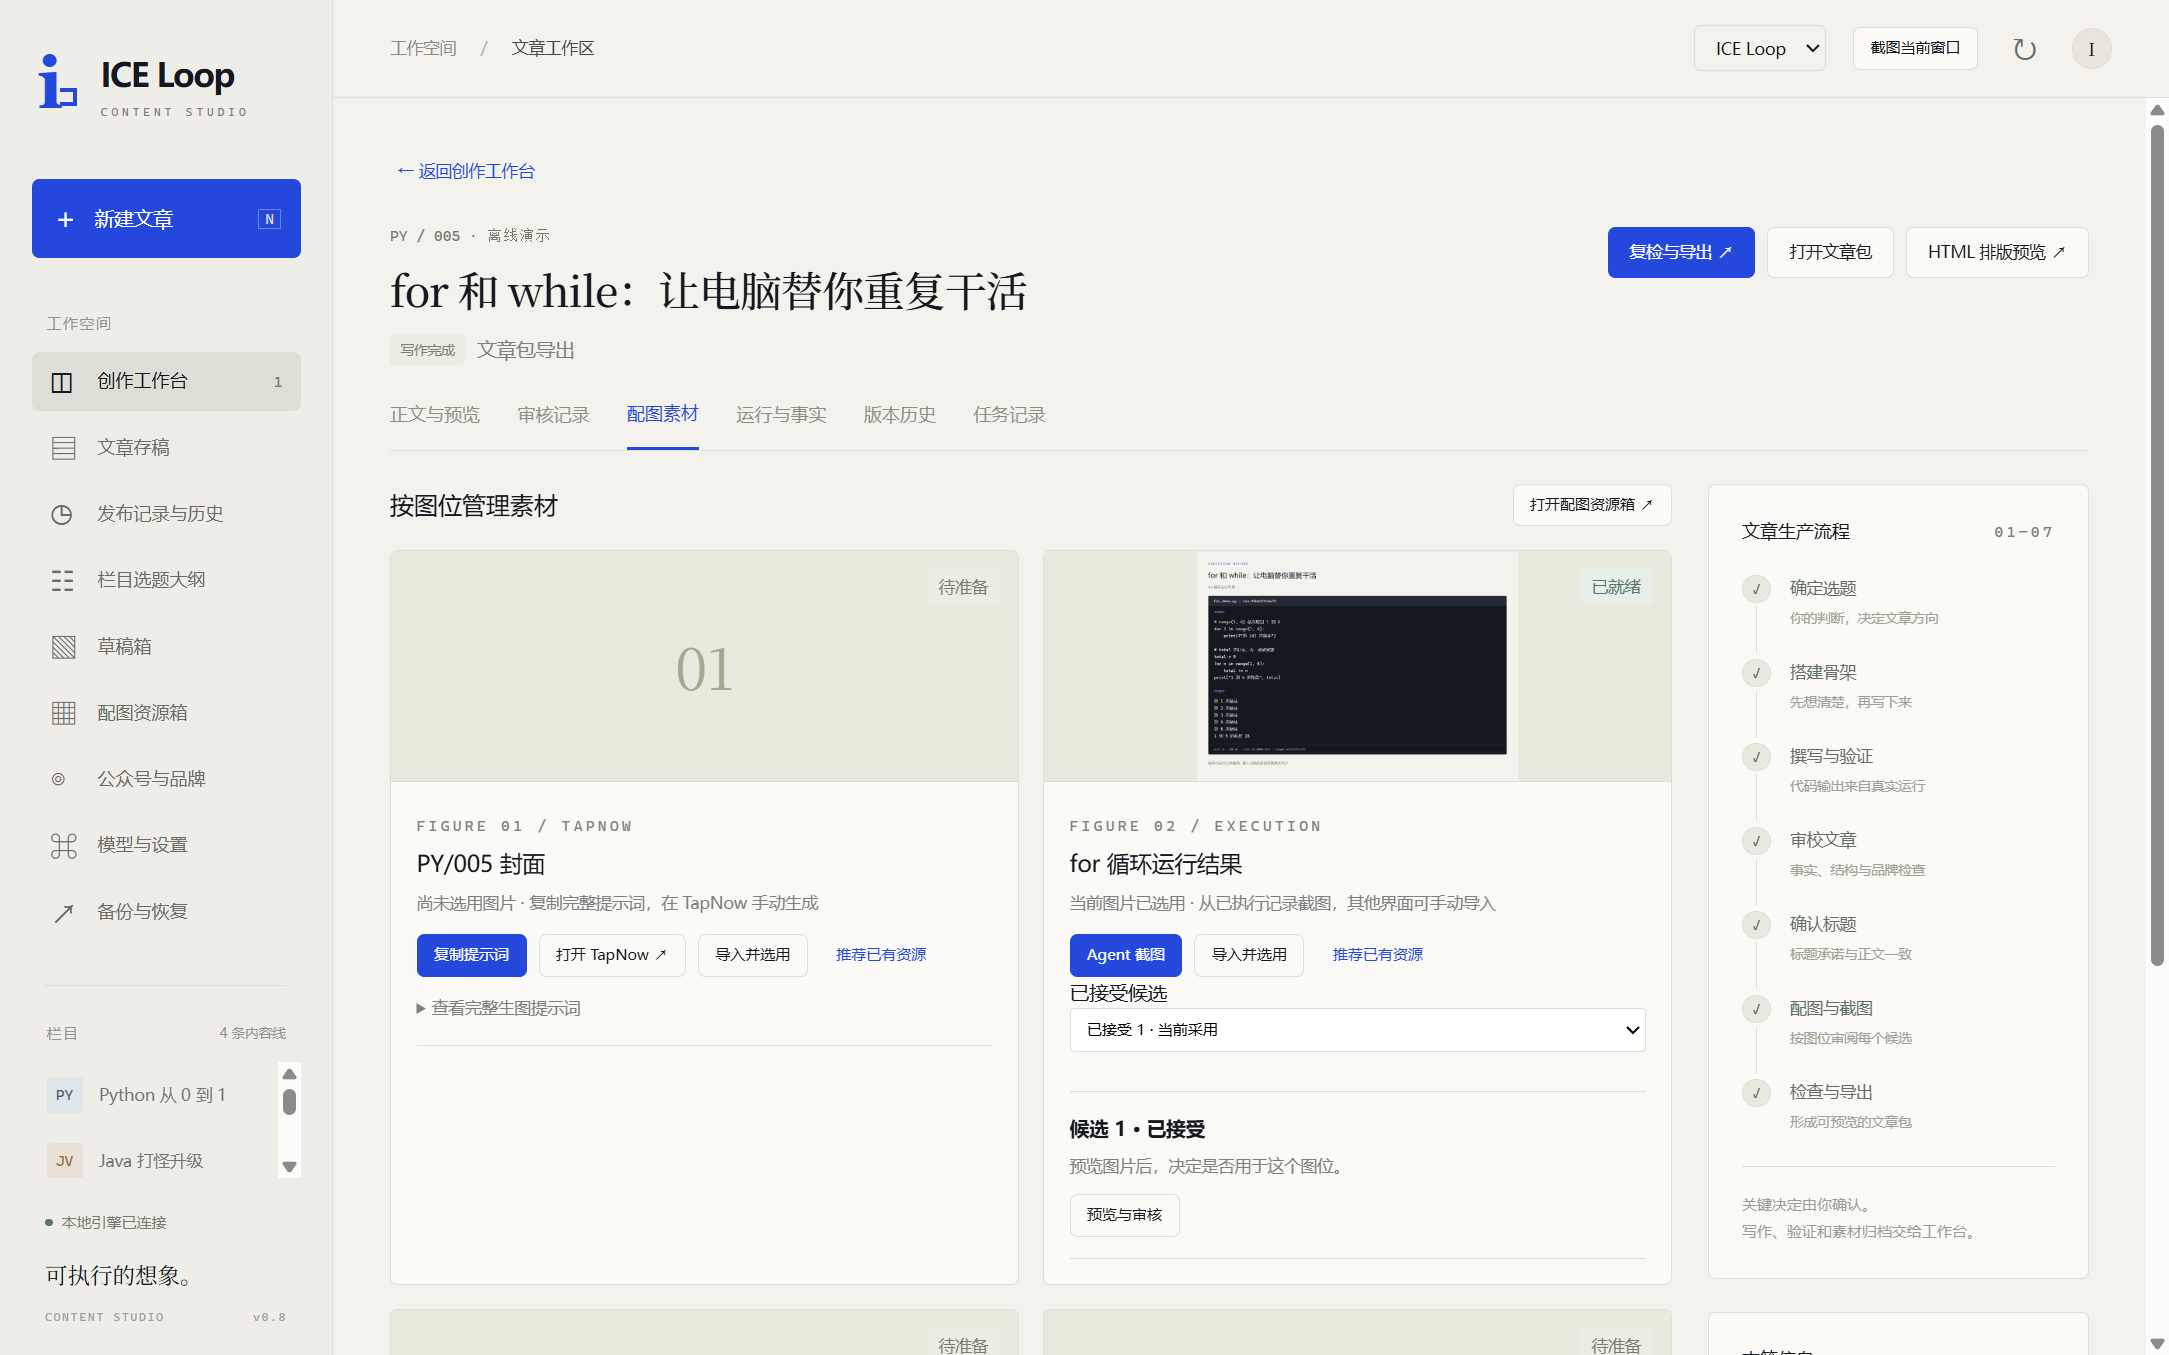 ICE Loop
CONTENT STUDIO
+ 新建文章 N
工作空间
创作工作台 1
文章存稿
发布记录与历史
栏目选题大纲
草稿箱
配图资源箱
公众号与品牌
模型与设置
备份与恢复
栏目 4 条内容线
PY Python 从 0 到 1
JV Java 打怪升级
本地引擎已连接
可执行的想象。
CONTENT STUDIO v0.8
工作空间 / 文章工作区
ICE Loop
截图当前窗口
I
← 返回创作工作台
PY / 005 · 离线演示
for 和 while：让电脑替你重复干活
写作完成 文章包导出
复检与导出 ↗
打开文章包
HTML 排版预览 ↗
正文与预览 审核记录 配图素材 运行与事实 版本历史 任务记录
按图位管理素材
打开配图资源箱 ↗
待准备
01
FIGURE 01 / TAPNOW
PY/005 封面
尚未选用图片 · 复制完整提示词，在 TapNow 手动生成
复制提示词 打开 TapNow ↗ 导入并选用 推荐已有资源
▶ 查看完整生图提示词
已就绪
for 和 while：让电脑替你重复干活
FIGURE 02 / EXECUTION
for 循环运行结果
当前图片已选用 · 从已执行记录截图，其他界面可手动导入
Agent 截图 导入并选用 推荐已有资源
已接受候选
已接受 1 · 当前采用
候选 1 · 已接受
预览图片后，决定是否用于这个图位。
预览与审核
待准备
待准备
文章生产流程 01–07
✓ 确定选题
你的判断，决定文章方向
✓ 搭建骨架
先想清楚，再写下来
✓ 撰写与验证
代码输出来自真实运行
✓ 审校文章
事实、结构与品牌检查
✓ 确认标题
标题承诺与正文一致
✓ 配图与截图
按图位审阅每个候选
✓ 检查与导出
形成可预览的文章包
关键决定由你确认。
写作、验证和素材归档交给工作台。